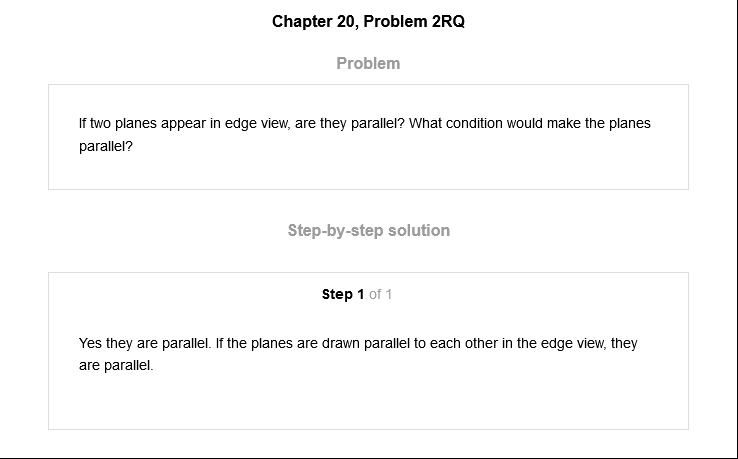 Chapter 20, Problem 2RQ
Problem
If two planes appear in edge view, are they parallel? What condition would make the planes
parallel?
Step-by-step solution
Step 1 of 1
Yes they are parallel. If the planes are drawn parallel to each other in the edge view, they
are parallel.